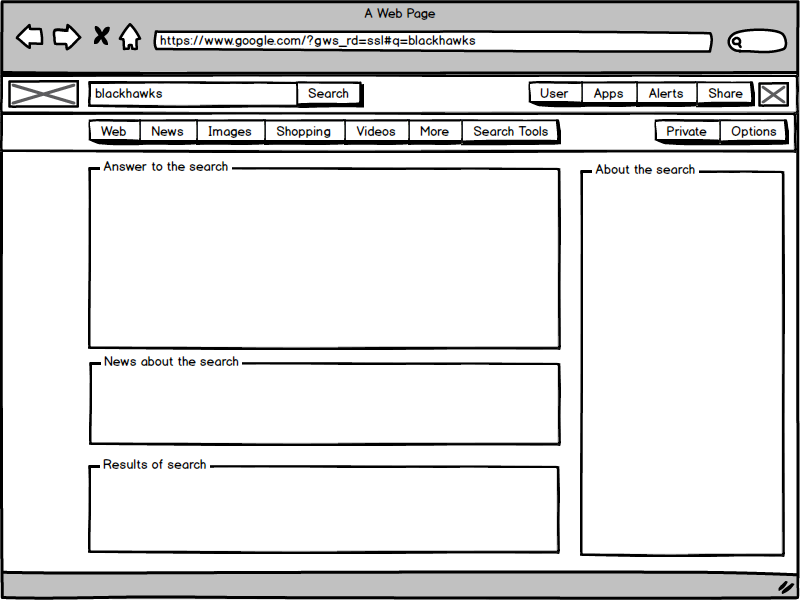 A Web Page
https://www.google.com/?gws_rd=ssl#q=blackhawks
blackhawks Search User Apps Alerts Share
Web News Images Shopping Videos More Search Tools Private Options
Answer to the search
About the search
News about the search
Results of search